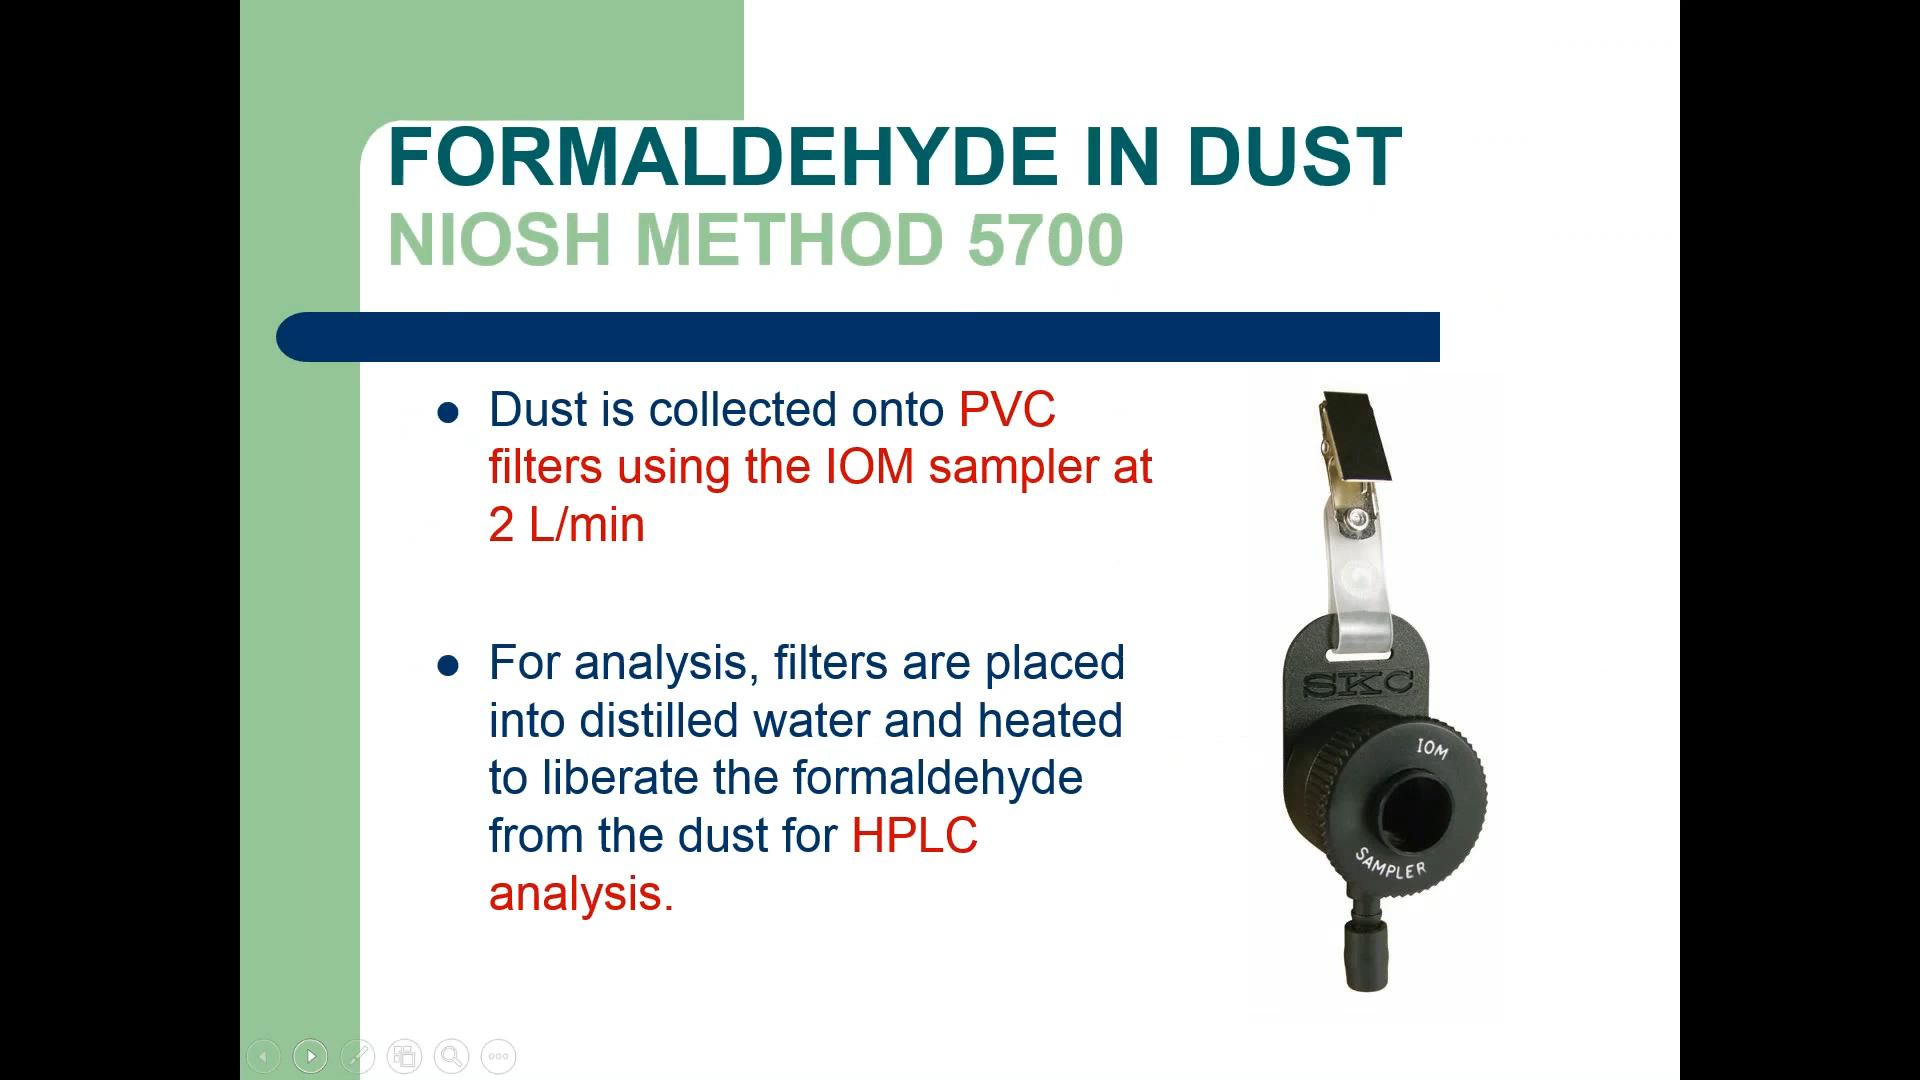 FORMALDEHYDE IN DUST
NIOSH METHOD 5700
Dust is collected onto PVC
filters using the IOM sampler at
2 L/min
For analysis, filters are placed
into distilled water and heated
to liberate the formaldehyde
from the dust for HPLC
analysis.
SKC
IOM
SAMPLER